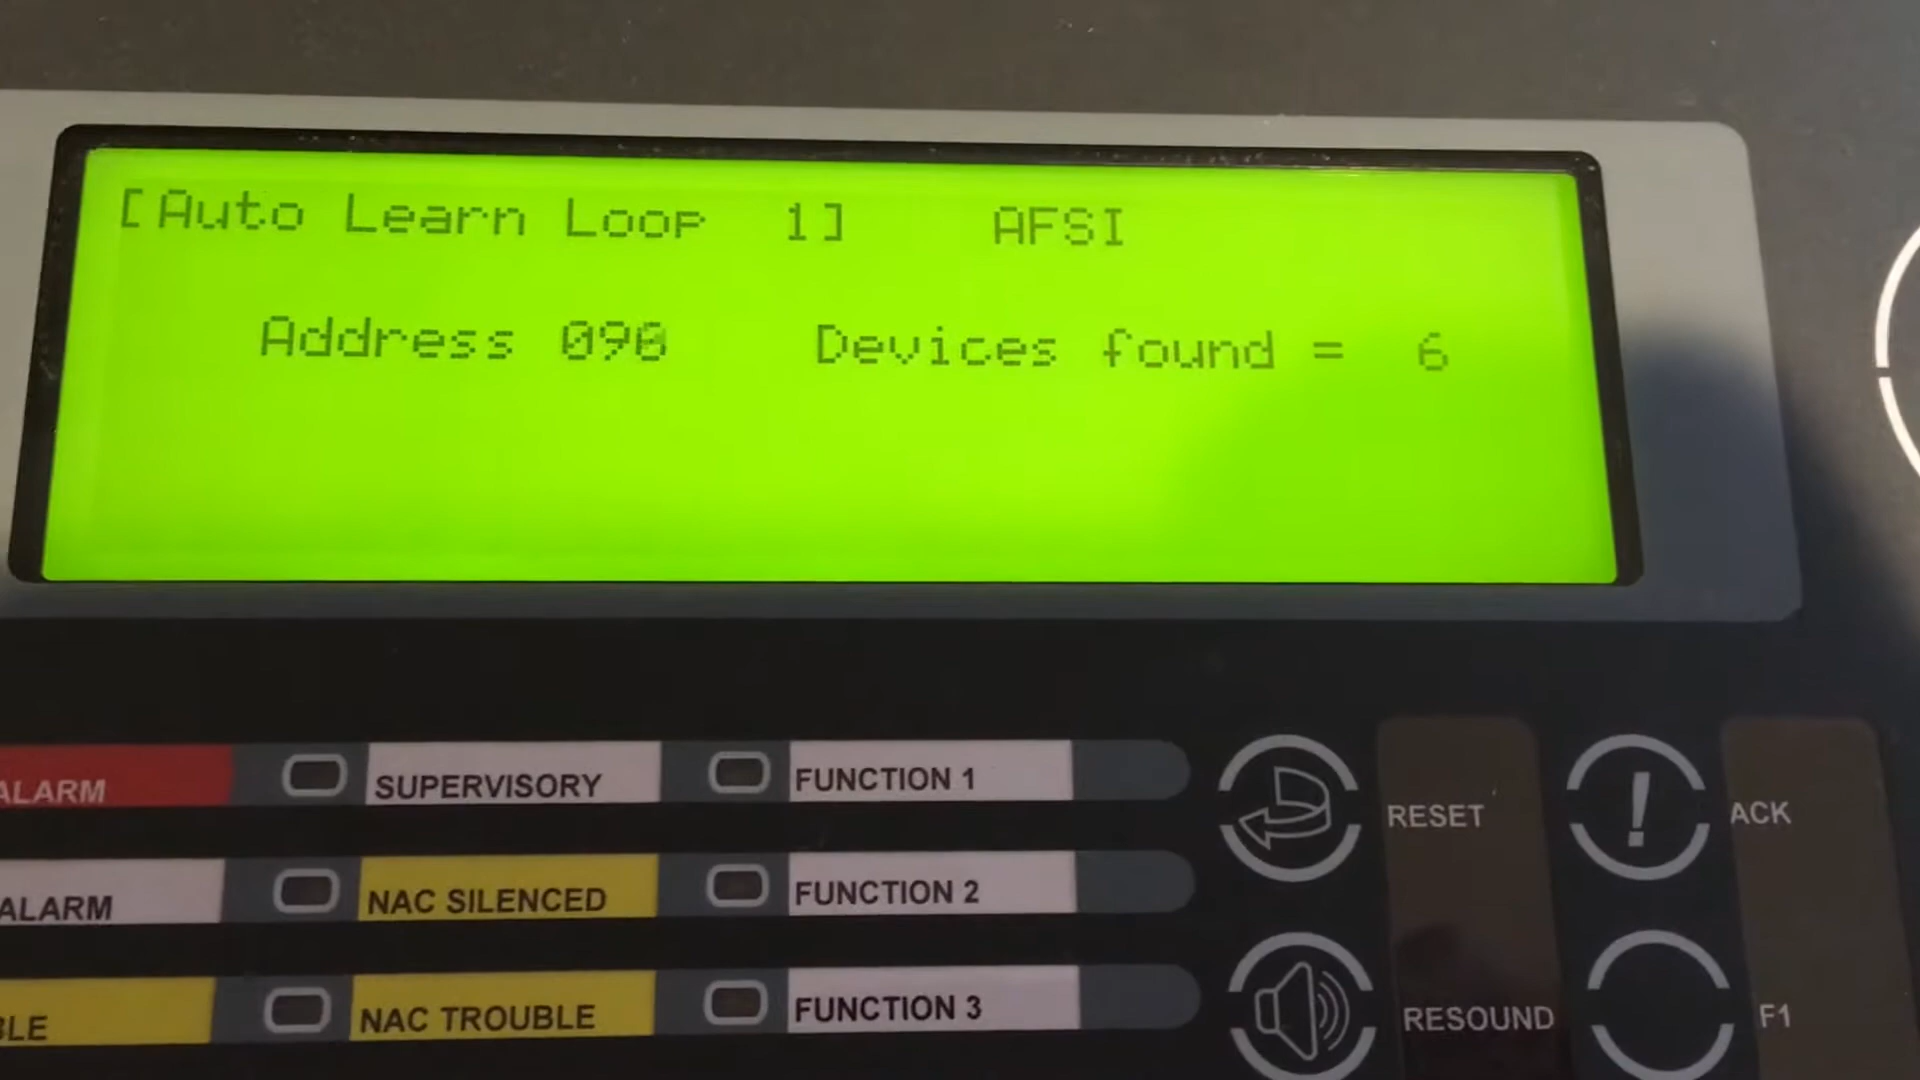 [Auto Learn Loop 1] AFSI
Address 090 Devices found = 6
ALARM SUPERVISORY FUNCTION 1 RESET ACK
ALARM NAC SILENCED FUNCTION 2
NAC TROUBLE FUNCTION 3 RESOUND F1